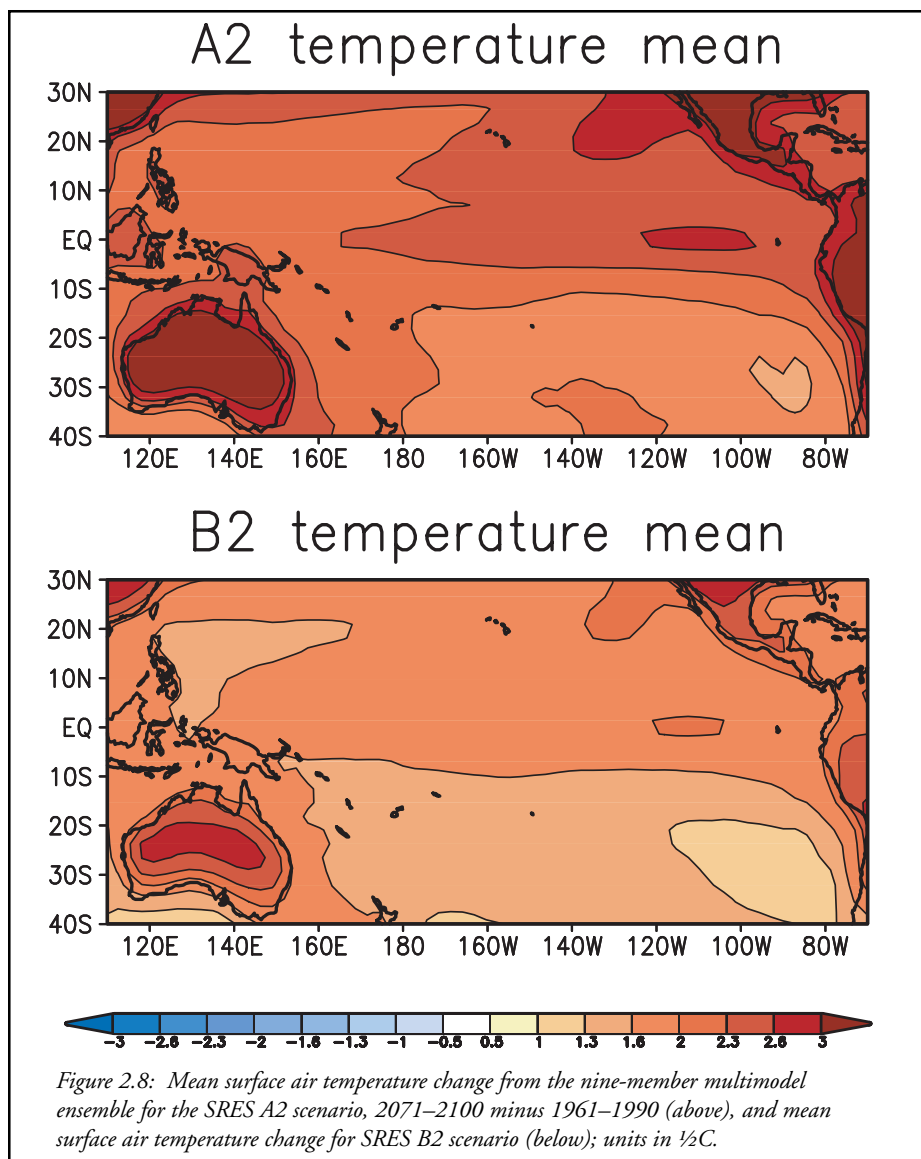 A2 temperature mean
30N
20N
10N
EQ
10S
20S
30S
40S
120E 140E 160E 180 160W 140W 120W 100W 80W
B2 temperature mean
30N
20N
10N
EQ
10S
20S
30S
40S
120E 140E 160E 180 160W 140W 120W 100W 80W
-3 -2.6 -2.3 -2 -1.6 -1.3 -1 -0.5 0.5 1 1.3 1.6 2 2.3 2.6 3
Figure 2.8: Mean surface air temperature change from the nine-member multimodel
ensemble for the SRES A2 scenario, 2071–2100 minus 1961–1990 (above), and mean
surface air temperature change for SRES B2 scenario (below); units in ½C.